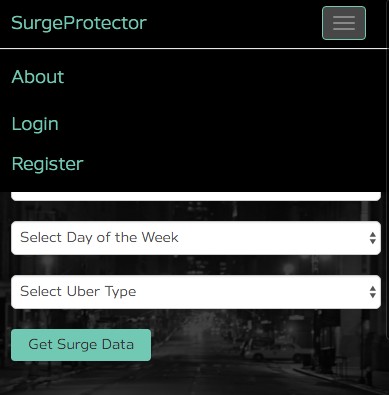 SurgeProtector
About
Login
Register
Select Day of the Week
Select Uber Type
Get Surge Data